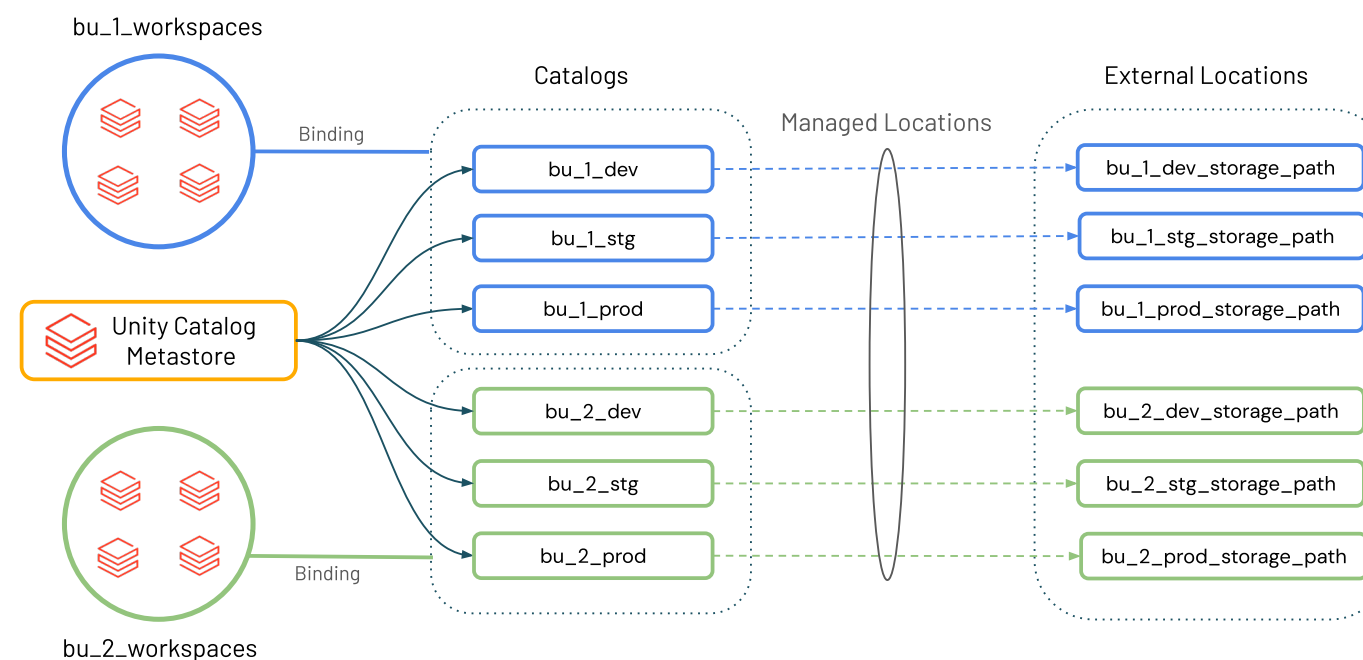 bu_1_workspaces
Catalogs
External Locations
Binding
Managed Locations
bu_1_dev
bu_1_dev_storage_path
bu_1_stg
bu_1_stg_storage_path
bu_1_prod
bu_1_prod_storage_path
Unity Catalog
Metastore
bu_2_dev
bu_2_dev_storage_path
bu_2_stg
bu_2_stg_storage_path
bu_2_prod
bu_2_prod_storage_path
Binding
bu_2_workspaces